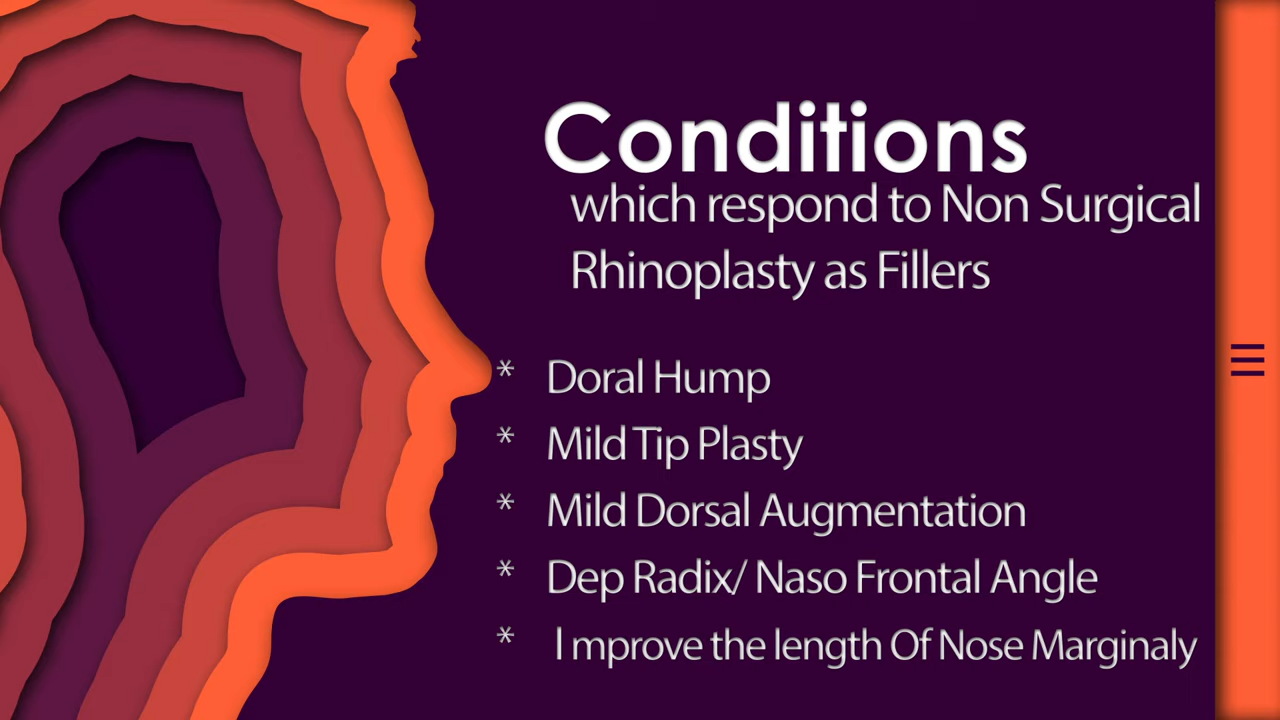 Conditions
which respond to Non Surgical
Rhinoplasty as Fillers
* Doral Hump
* Mild Tip Plasty
* Mild Dorsal Augmentation
* Dep Radix/ Naso Frontal Angle
* I mprove the length Of Nose Marginaly